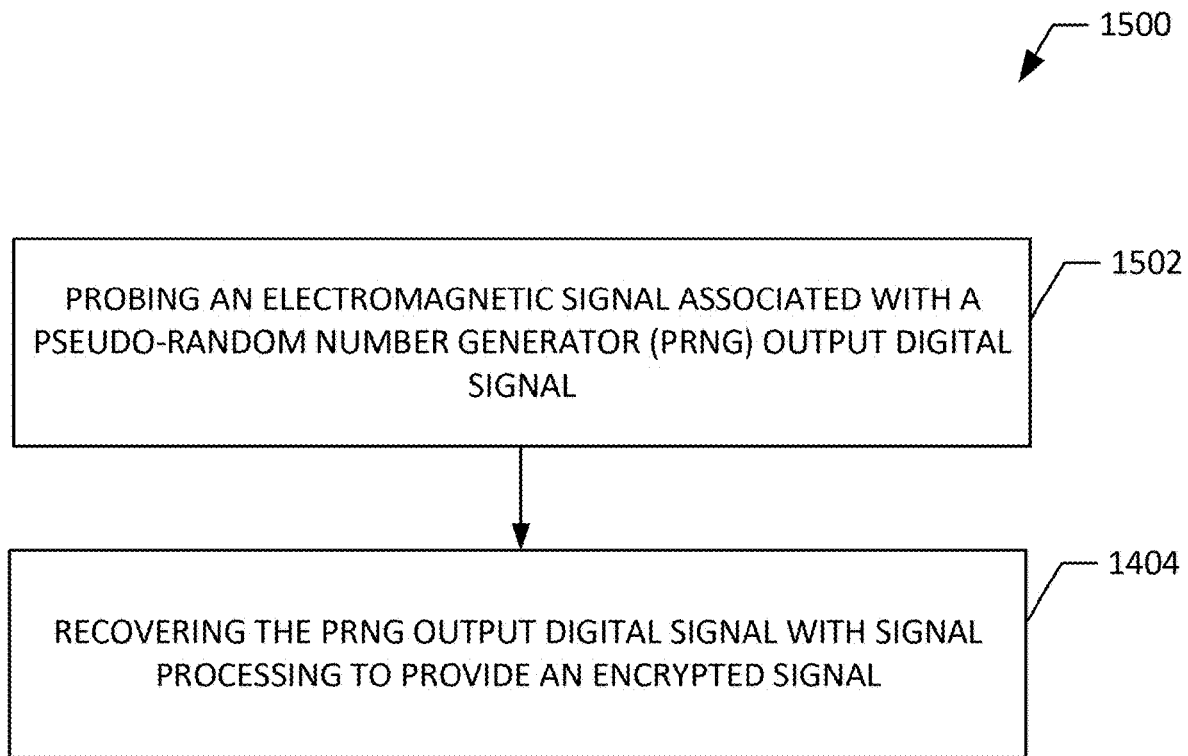 1500
PROBING AN ELECTROMAGNETIC SIGNAL ASSOCIATED WITH A
PSEUDO-RANDOM NUMBER GENERATOR (PRNG) OUTPUT DIGITAL
SIGNAL
1502
RECOVERING THE PRNG OUTPUT DIGITAL SIGNAL WITH SIGNAL
PROCESSING TO PROVIDE AN ENCRYPTED SIGNAL
1404